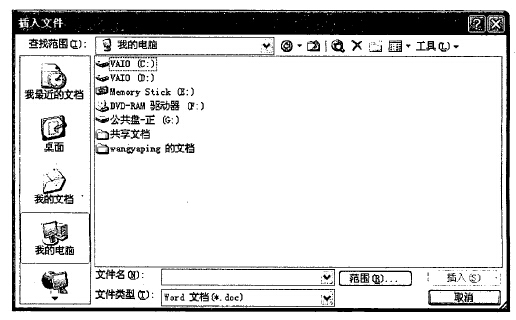 插入文件
查找范围(I): 我的电脑 工具(L)
VAIO (C:)
VAIO (D:)
Memory Stick (E:)
DVD-RAM 驱动器 (F:)
公共盘-正 (G:)
共享文档
wangyaping 的文档
我最近的文档
桌面
我的文档
我的电脑
文件名(N): 范围(R)... 插入(S)
文件类型(T): Word 文档(*.doc) 取消